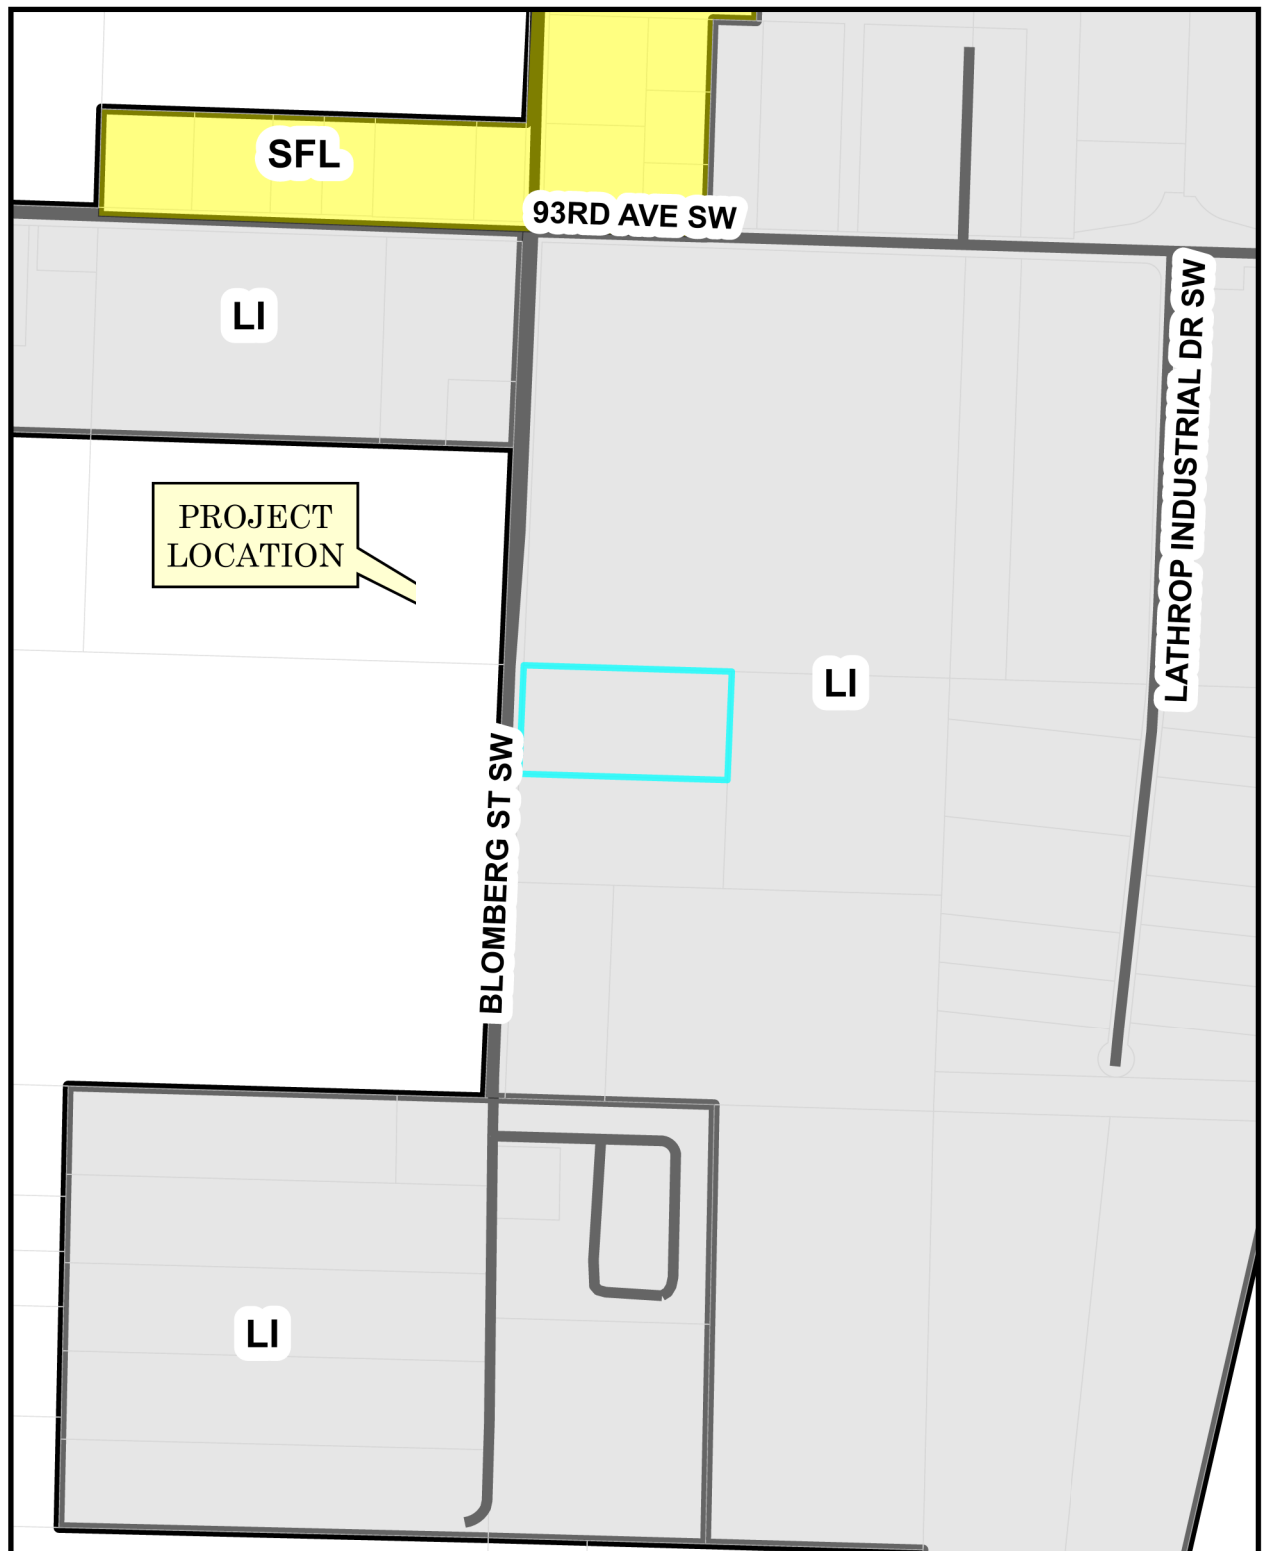 SFL
93RD AVE SW
LI
LATHROP INDUSTRIAL DR SW
PROJECT
LOCATION
LI
BLOMBERG ST SW
LI